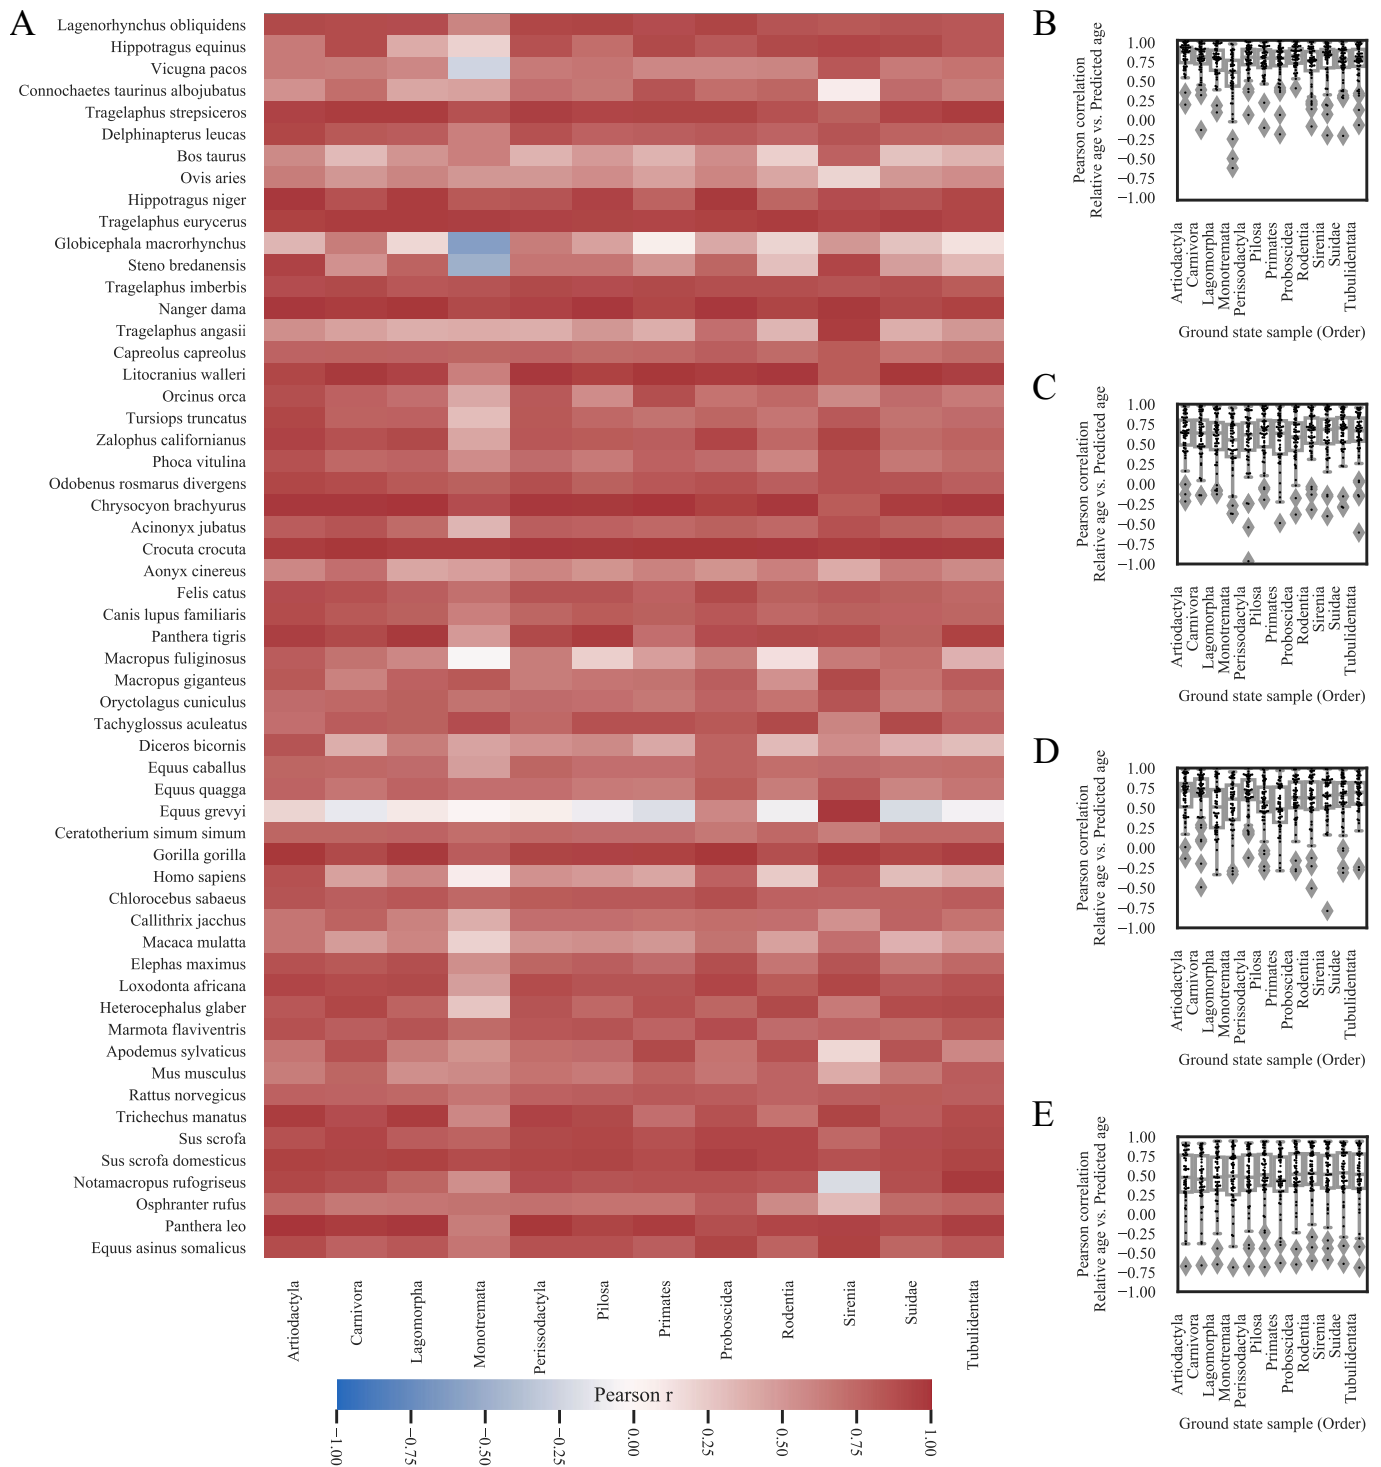 A
Lagenorhynchus obliquidens
Hippotragus equinus
Vicugna pacos
Connochaetes taurinus albojubatus
Tragelaphus strepsiceros
Delphinapterus leucas
Bos taurus
Ovis aries
Hippotragus niger
Tragelaphus eurycerus
Globicephala macrorhynchus
Steno bredanensis
Tragelaphus imberbis
Nanger dama
Tragelaphus angasii
Capreolus capreolus
Litocranius walleri
Orcinus orca
Tursiops truncatus
Zalophus californianus
Phoca vitulina
Odobenus rosmarus divergens
Chrysocyon brachyurus
Acinonyx jubatus
Crocuta crocuta
Aonyx cinereus
Felis catus
Canis lupus familiaris
Panthera tigris
Macropus fuliginosus
Macropus giganteus
Oryctolagus cuniculus
Tachyglossus aculeatus
Diceros bicornis
Equus caballus
Equus quagga
Equus grevyi
Ceratotherium simum simum
Gorilla gorilla
Homo sapiens
Chlorocebus sabaeus
Callithrix jacchus
Macaca mulatta
Elephas maximus
Loxodonta africana
Heterocephalus glaber
Marmota flaviventris
Apodemus sylvaticus
Mus musculus
Rattus norvegicus
Trichechus manatus
Sus scrofa
Sus scrofa domesticus
Notamacropus rufogriseus
Osphranter rufus
Panthera leo
Equus asinus somalicus
Artiodactyla
Carnivora
Lagomorpha
Monotremata
Perissodactyla
Pilosa
Primates
Proboscidea
Rodentia
Sirenia
Suidae
Tubulidentata
Pearson r
−1.00
−0.75
−0.50
−0.25
0.00
0.25
0.50
0.75
1.00
B
Pearson correlation
Relative age vs. Predicted age
1.00
0.75
0.50
0.25
0.00
−0.25
−0.50
−0.75
−1.00
Artiodactyla
Carnivora
Lagomorpha
Monotremata
Perissodactyla
Pilosa
Primates
Proboscidea
Rodentia
Sirenia
Suidae
Tubulidentata
Ground state sample (Order)
C
Pearson correlation
Relative age vs. Predicted age
1.00
0.75
0.50
0.25
0.00
−0.25
−0.50
−0.75
−1.00
Artiodactyla
Carnivora
Lagomorpha
Monotremata
Perissodactyla
Pilosa
Primates
Proboscidea
Rodentia
Sirenia
Suidae
Tubulidentata
Ground state sample (Order)
D
Pearson correlation
Relative age vs. Predicted age
1.00
0.75
0.50
0.25
0.00
−0.25
−0.50
−0.75
−1.00
Artiodactyla
Carnivora
Lagomorpha
Monotremata
Perissodactyla
Pilosa
Primates
Proboscidea
Rodentia
Sirenia
Suidae
Tubulidentata
Ground state sample (Order)
E
Pearson correlation
Relative age vs. Predicted age
1.00
0.75
0.50
0.25
0.00
−0.25
−0.50
−0.75
−1.00
Artiodactyla
Carnivora
Lagomorpha
Monotremata
Perissodactyla
Pilosa
Primates
Proboscidea
Rodentia
Sirenia
Suidae
Tubulidentata
Ground state sample (Order)